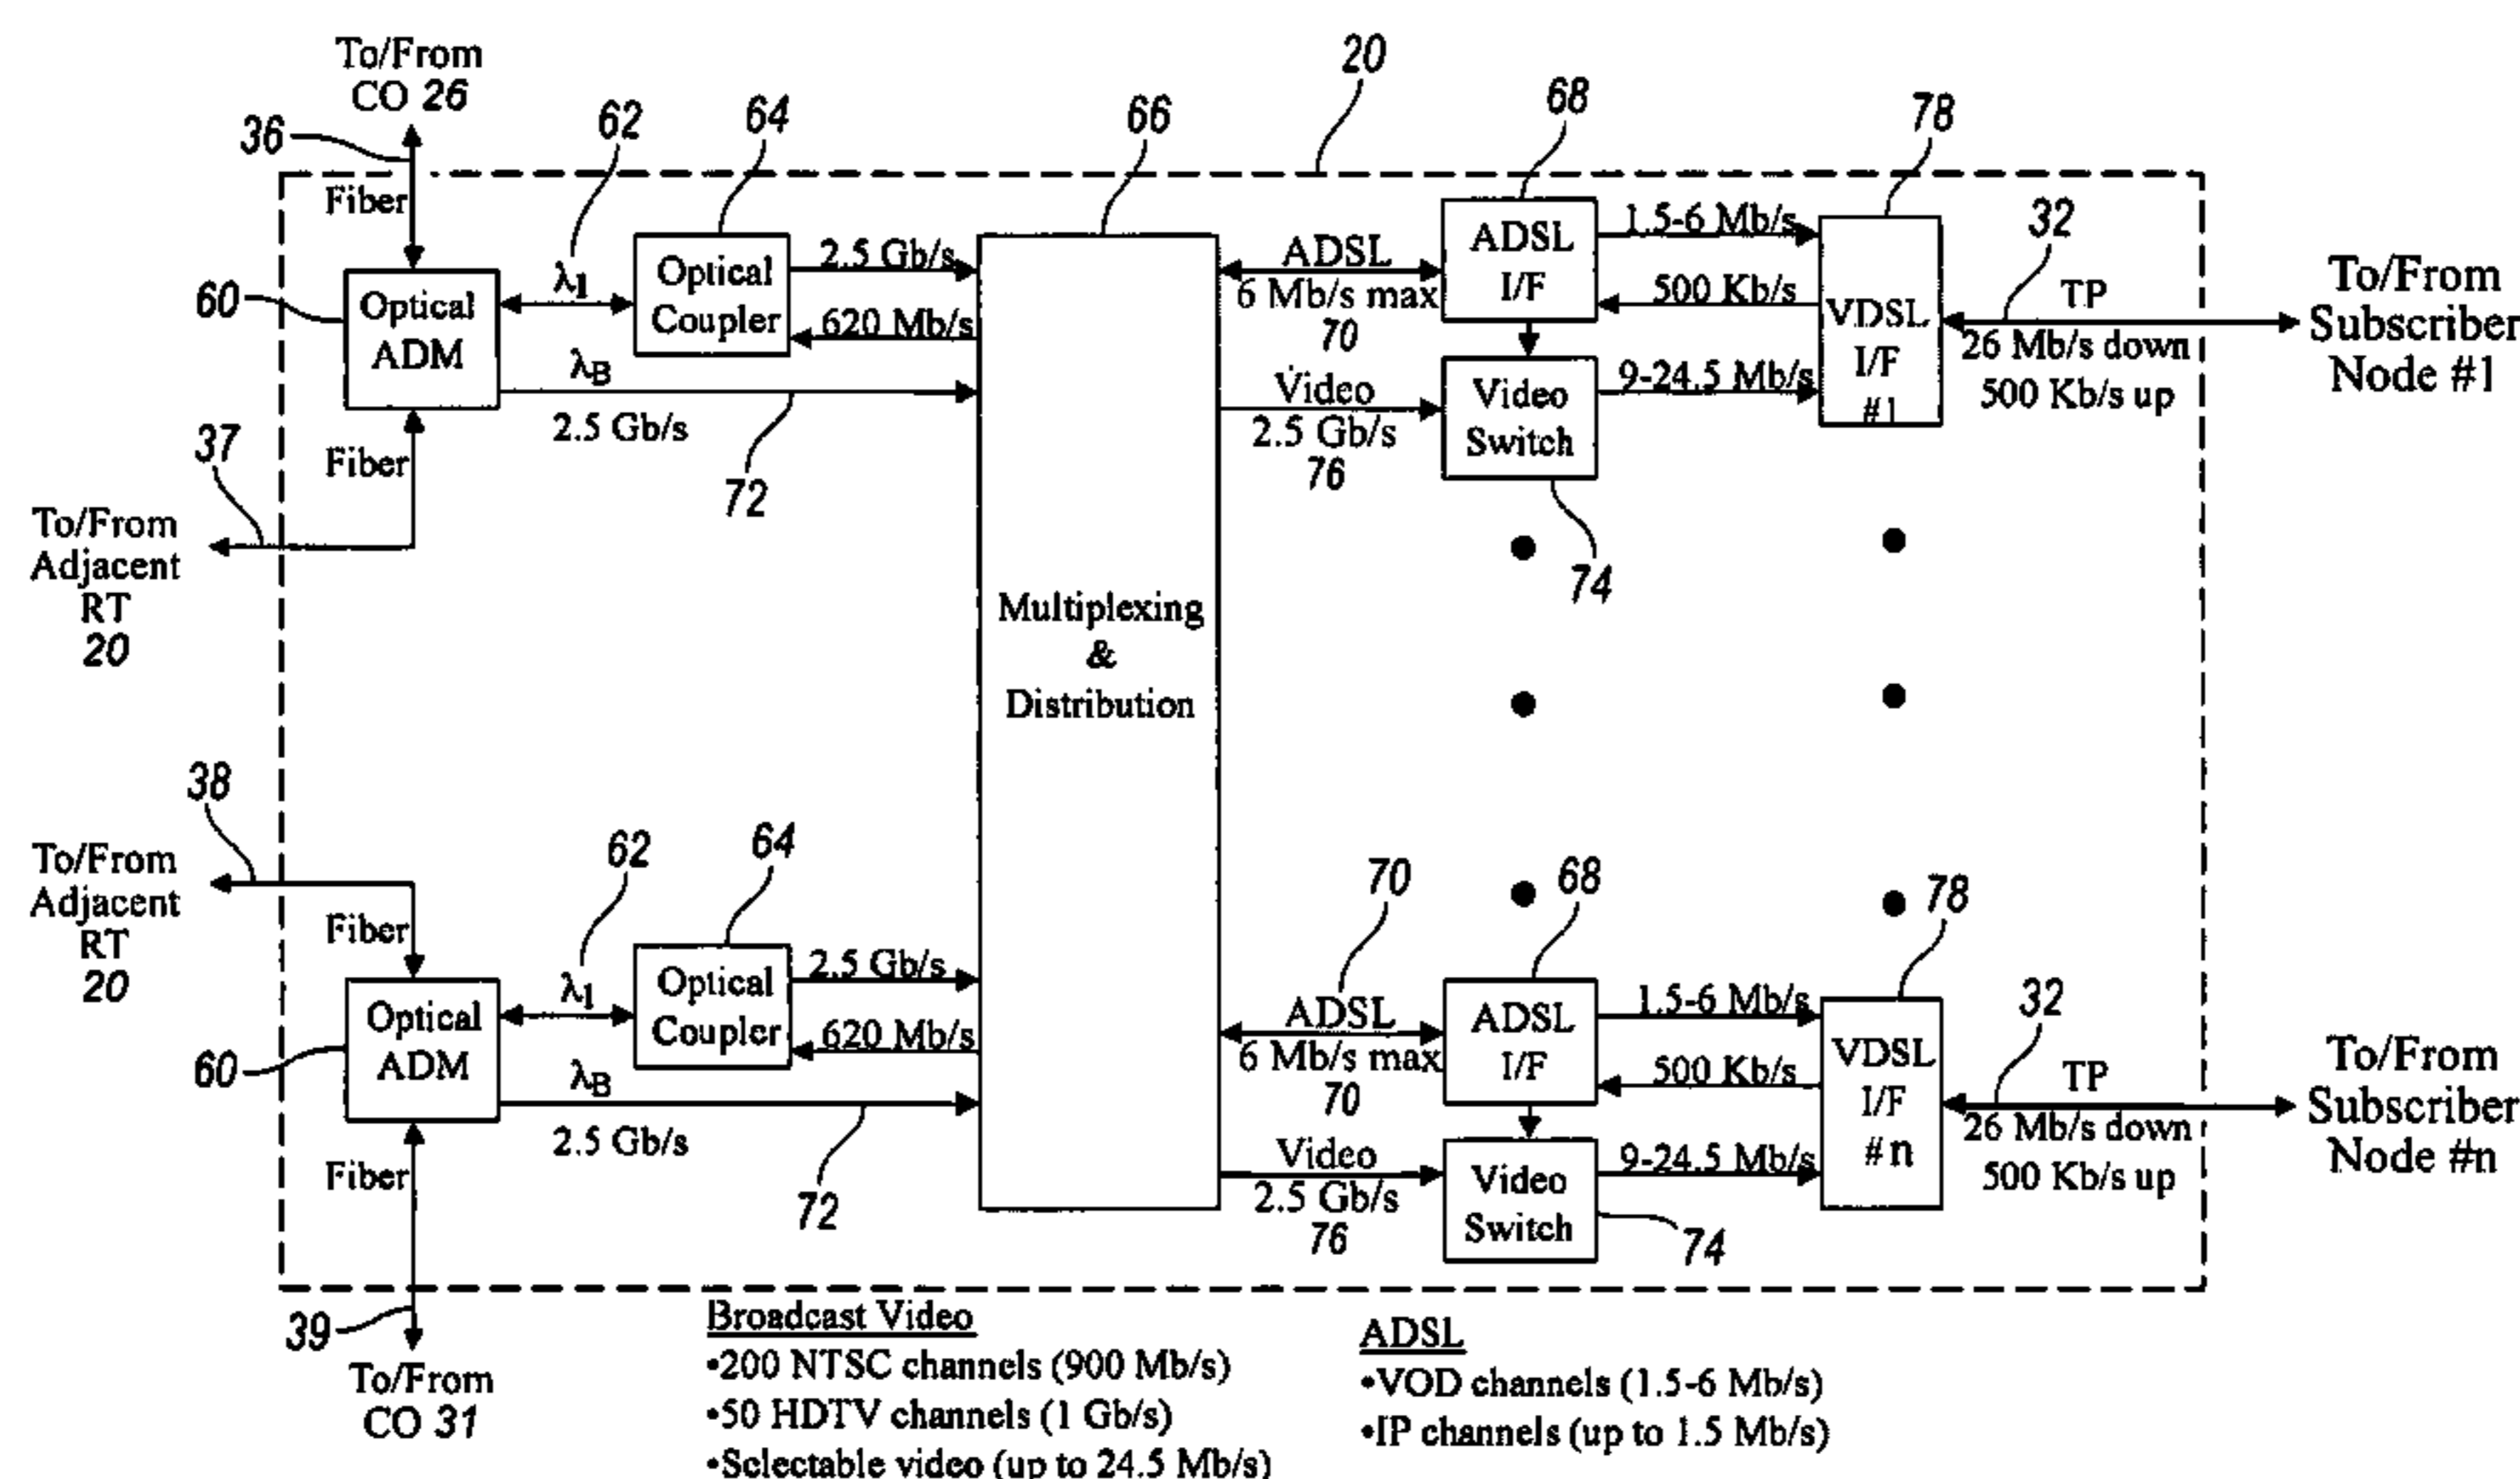 To/From
CO 26
36
62
64
66
20
68
78
32
Fiber
60
Optical
ADM
λ1
Optical
Coupler
2.5 Gb/s
620 Mb/s
λB
2.5 Gb/s
72
ADSL
6 Mb/s max
70
ADSL
I/F
1.5-6 Mb/s
500 Kb/s
Video
2.5 Gb/s
76
Video
Switch
74
9-24.5 Mb/s
VDSL
I/F
#1
TP
26 Mb/s down
500 Kb/s up
To/From
Subscriber
Node #1
Fiber
37
To/From
Adjacent
RT
20
Multiplexing
&
Distribution
38
To/From
Adjacent
RT
20
Fiber
60
Optical
ADM
62
λ1
64
Optical
Coupler
2.5 Gb/s
620 Mb/s
λB
2.5 Gb/s
72
70
ADSL
6 Mb/s max
70
68
ADSL
I/F
1.5-6 Mb/s
500 Kb/s
Video
2.5 Gb/s
76
Video
Switch
74
9-24.5 Mb/s
78
VDSL
I/F
#n
32
TP
26 Mb/s down
500 Kb/s up
To/From
Subscriber
Node #n
Fiber
39
To/From
CO 31
Broadcast Video
•200 NTSC channels (900 Mb/s)
•50 HDTV channels (1 Gb/s)
•Selectable video (up to 24.5 Mb/s)
ADSL
•VOD channels (1.5-6 Mb/s)
•IP channels (up to 1.5 Mb/s)